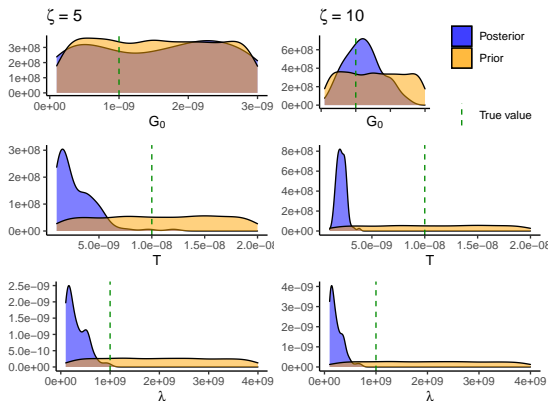 ζ = 5
ζ = 10
3e+08
2e+08
1e+08
0e+00
0e+00
1e-09
2e-09
3e-09
G0
6e+08
4e+08
2e+08
0e+00
G0
Posterior
Prior
True value
3e+08
2e+08
1e+08
0e+00
5.0e-09
1.0e-08
1.5e-08
2.0e-0
T
8e+08
6e+08
4e+08
2e+08
0e+00
5.0e-09
1.0e-08
1.5e-08
2.0e-08
T
2.5e-09
2.0e-09
1.5e-09
1.0e-09
5.0e-10
0.0e+00
0e+00
1e+09
2e+09
3e+09
4e+09
λ
4e-09
3e-09
2e-09
1e-09
0e+00
0e+00
1e+09
2e+09
3e+09
4e+09
λ